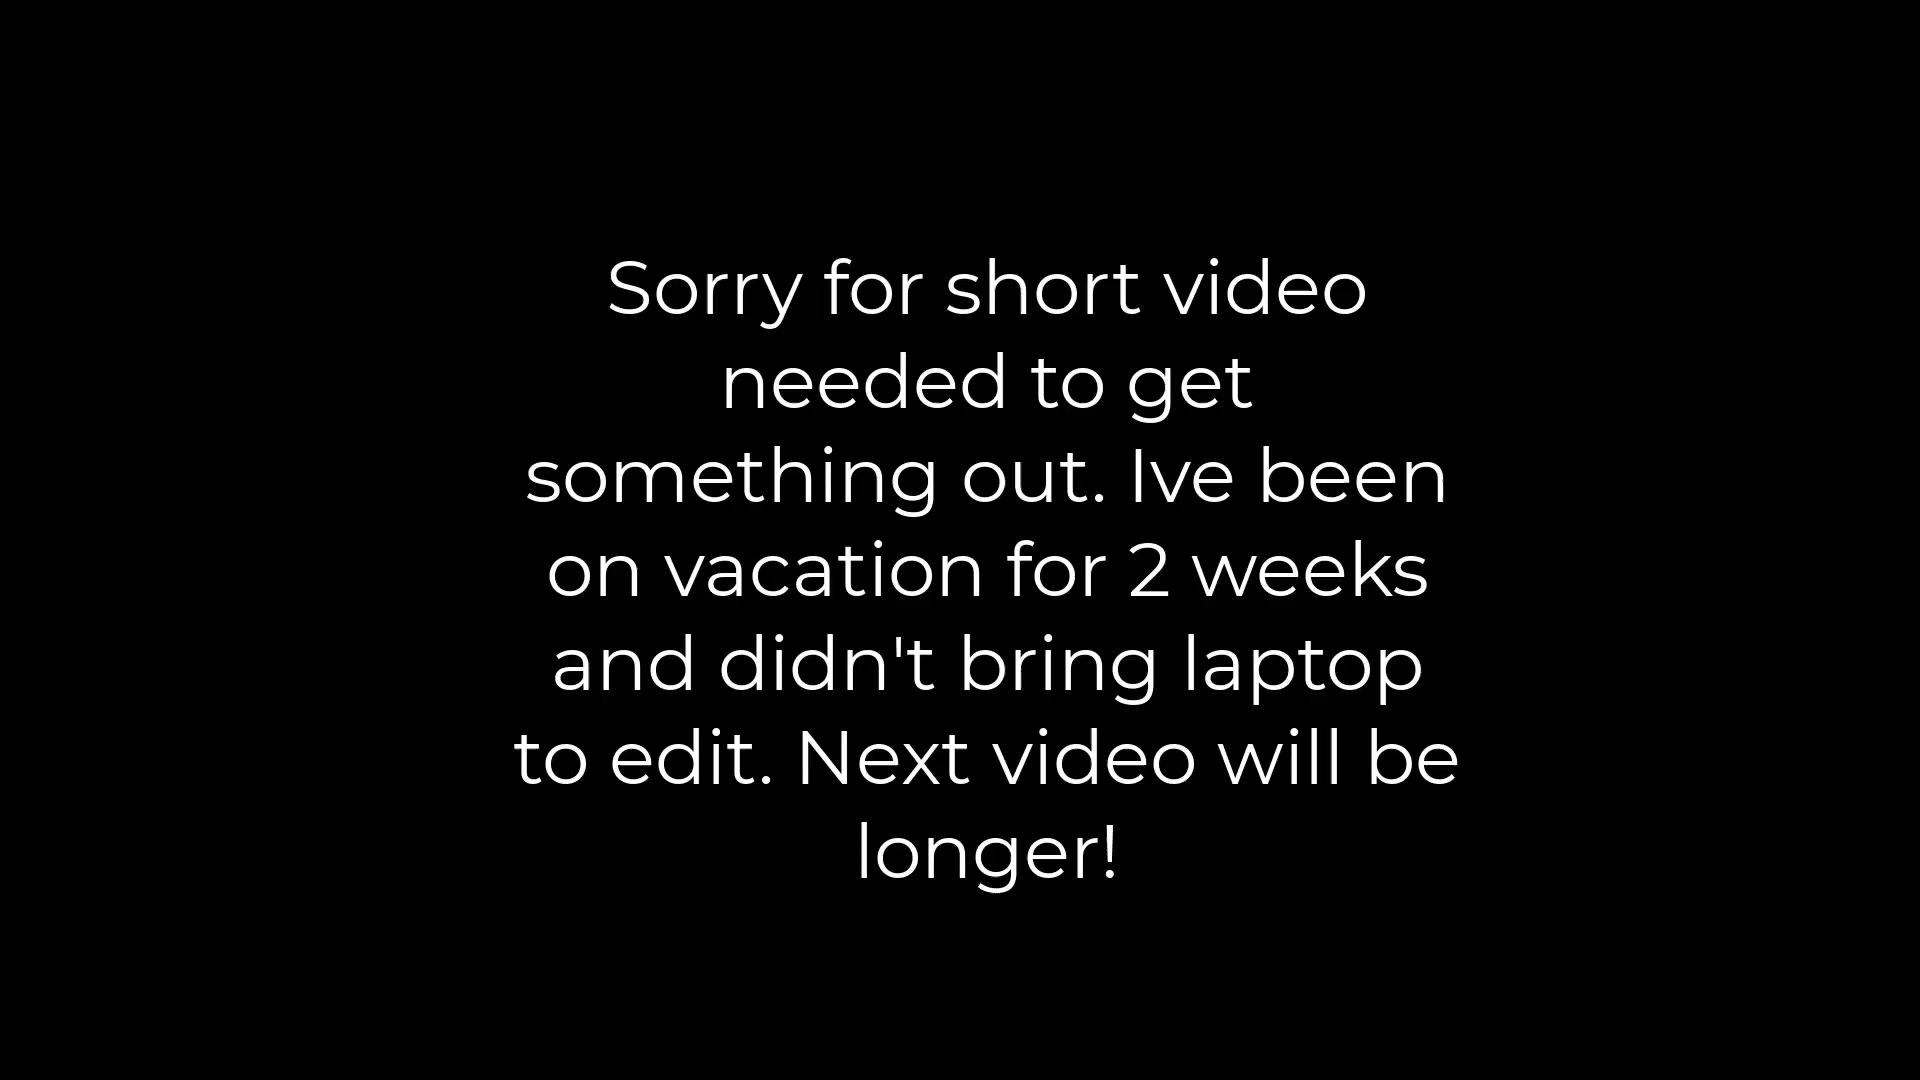 Sorry for short video
needed to get
something out. Ive been
on vacation for 2 weeks
and didn't bring laptop
to edit. Next video will be
longer!